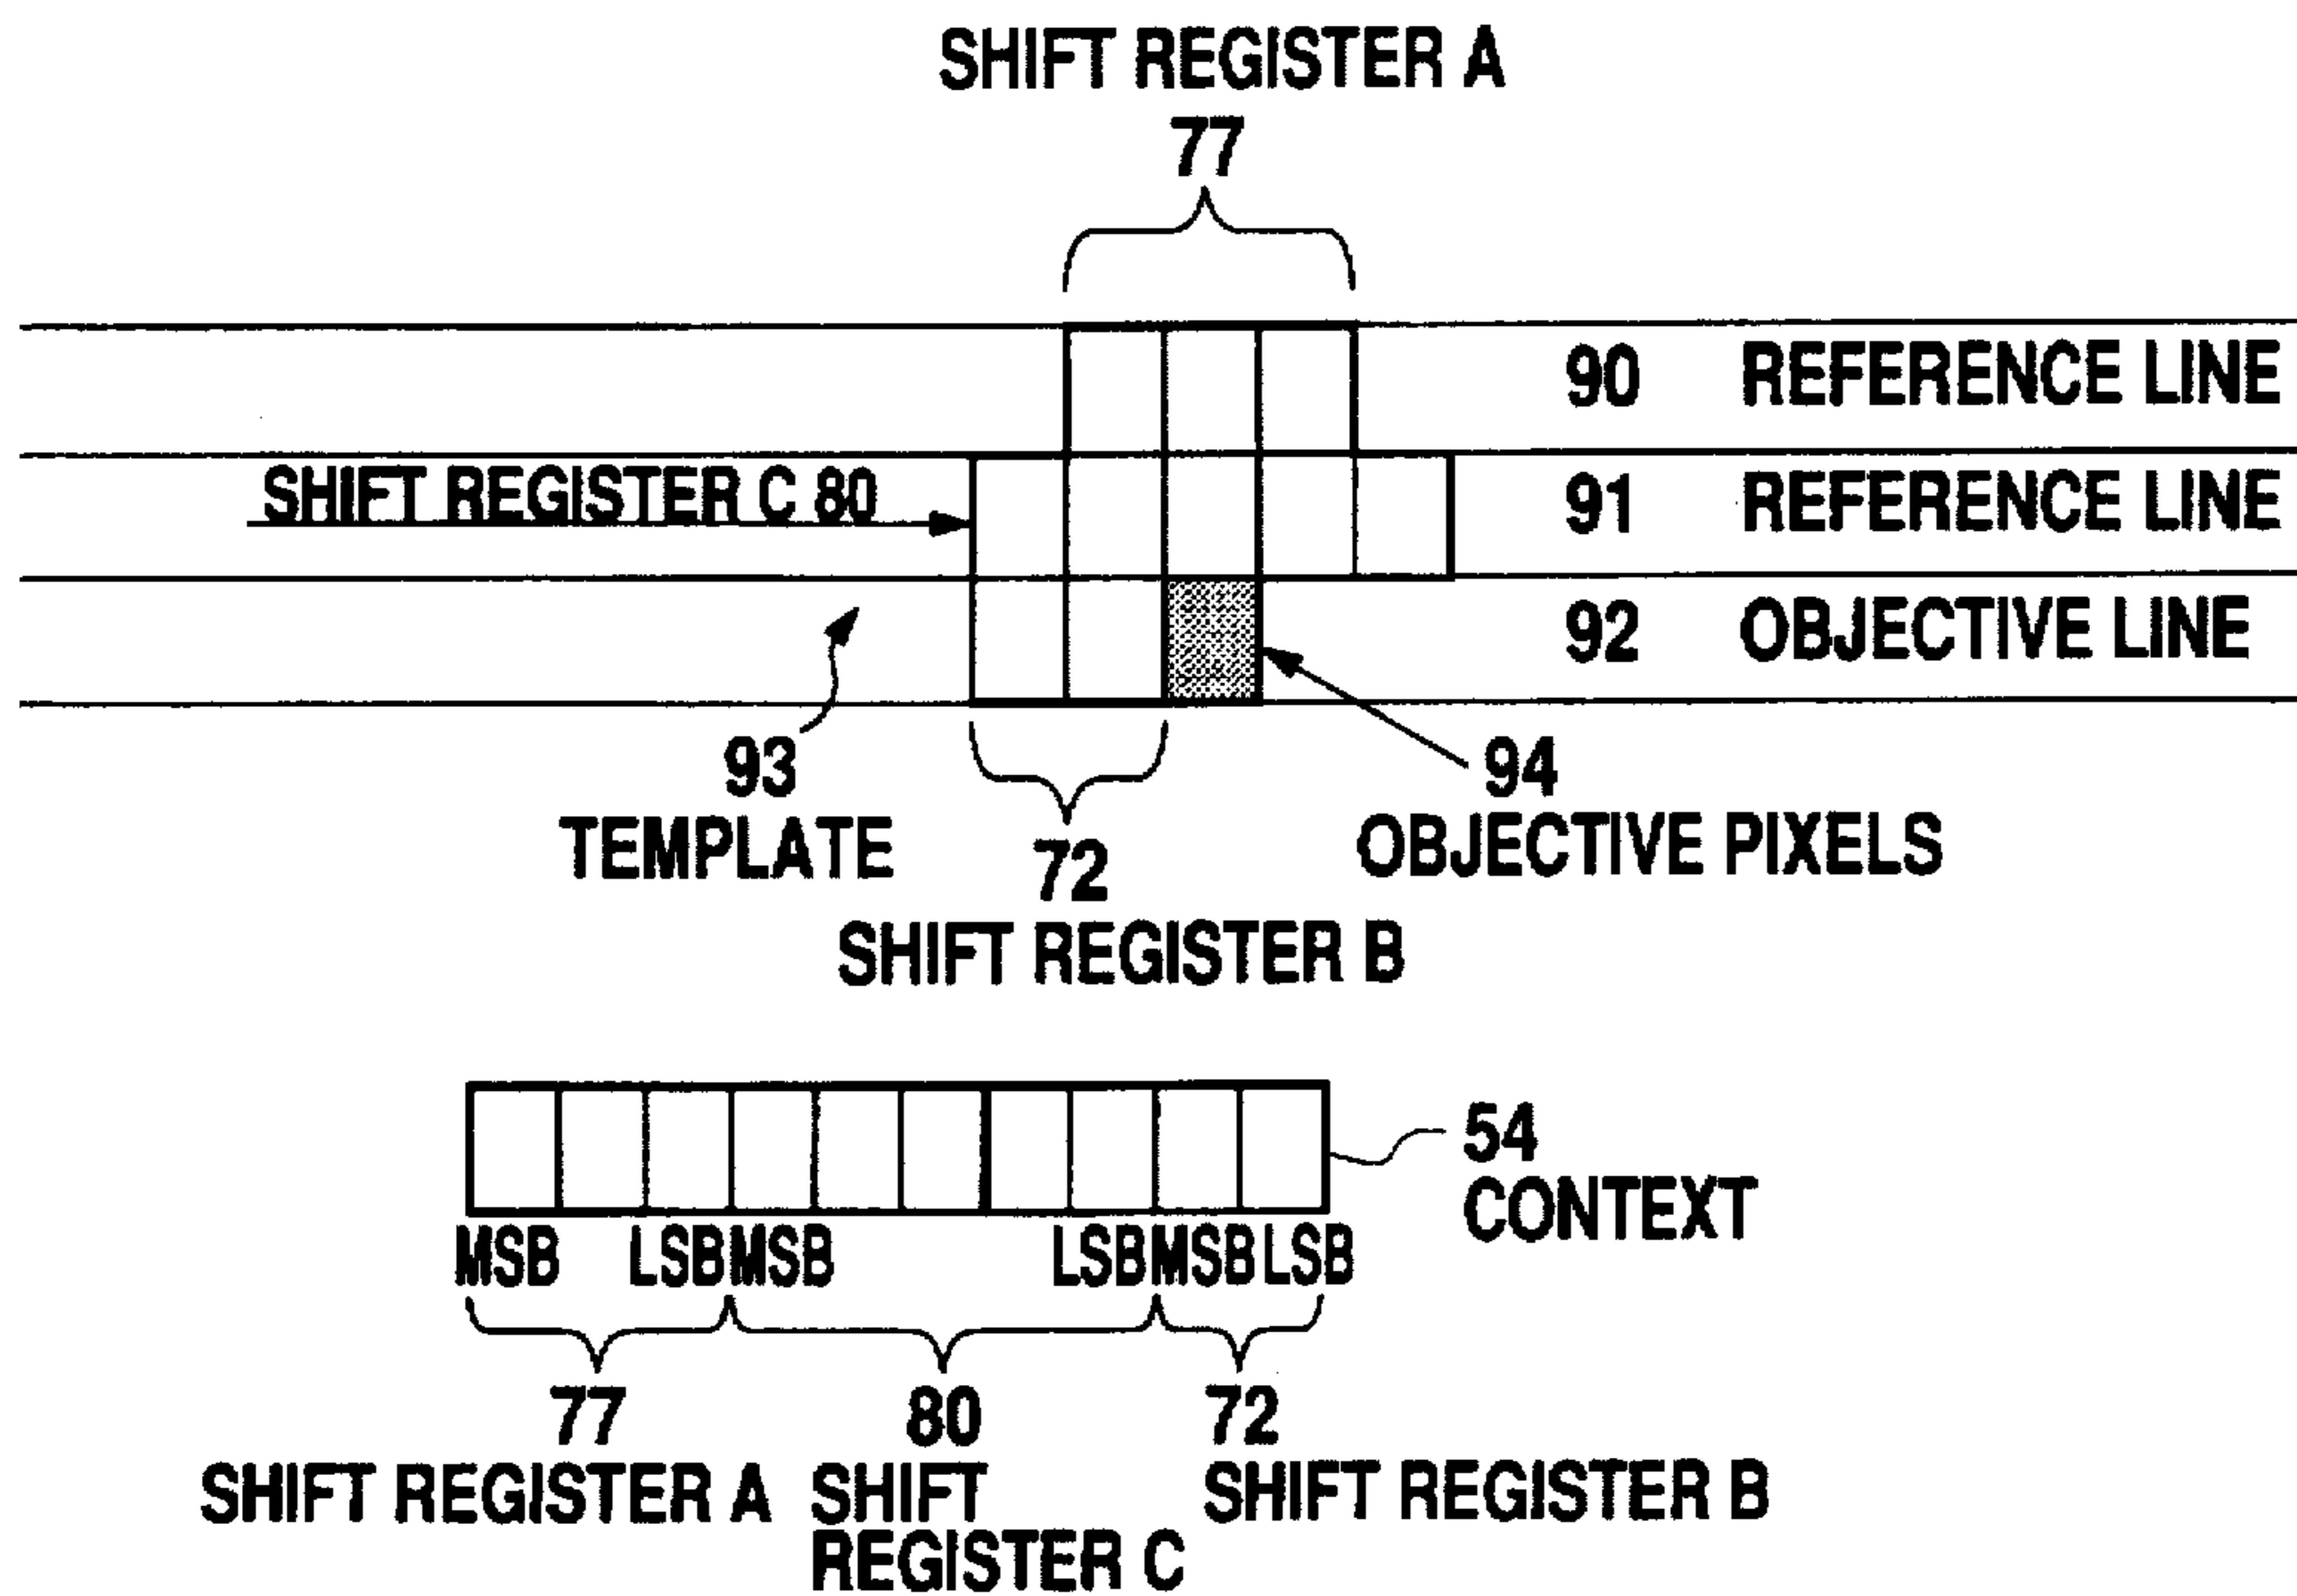 SHIFT REGISTER A
77
90 REFERENCE LINE
SHIFT REGISTER C 80
91 REFERENCE LINE
92 OBJECTIVE LINE
93
TEMPLATE
94
OBJECTIVE PIXELS
72
SHIFT REGISTER B
54
CONTEXT
MSB LSB MSB LSB MSB LSB
77 80 72
SHIFT REGISTER A SHIFT REGISTER C SHIFT REGISTER B